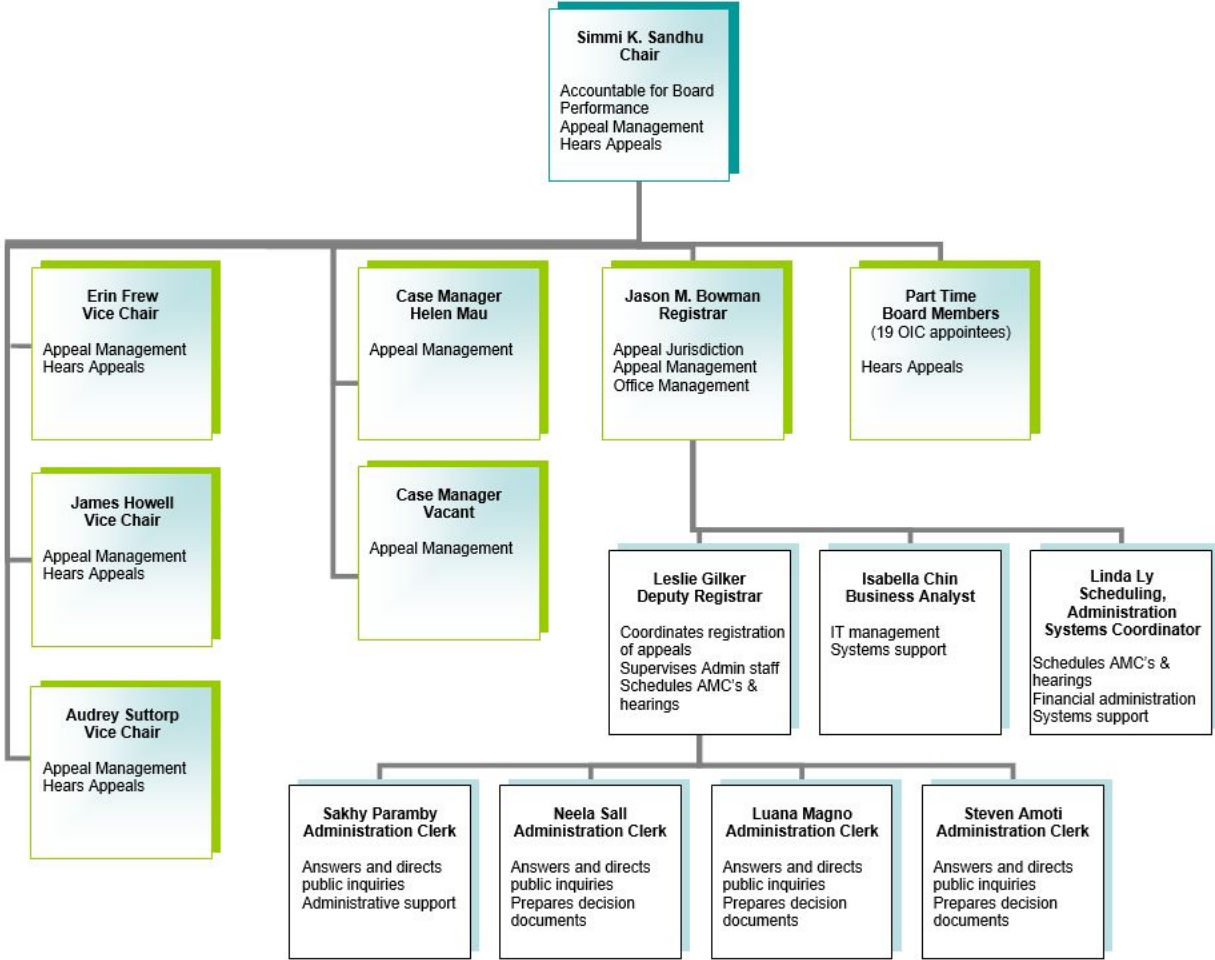 Simmi K. Sandhu
Chair
Accountable for Board
Performance
Appeal Management
Hears Appeals
Erin Frew
Vice Chair
Appeal Management
Hears Appeals
Case Manager
Helen Mau
Appeal Management
Jason M. Bowman
Registrar
Appeal Jurisdiction
Appeal Management
Office Management
Part Time
Board Members
(19 OIC appointees)
Hears Appeals
James Howell
Vice Chair
Appeal Management
Hears Appeals
Case Manager
Vacant
Appeal Management
Leslie Gilker
Deputy Registrar
Coordinates registration
of appeals
Supervises Admin staff
Schedules AMC's &
hearings
Isabella Chin
Business Analyst
IT management
Systems support
Linda Ly
Scheduling,
Administration
Systems Coordinator
Schedules AMC's &
hearings
Financial administration
Systems support
Audrey Suttorp
Vice Chair
Appeal Management
Hears Appeals
Sakhy Paramby
Administration Clerk
Answers and directs
public inquiries
Administrative support
Neela Sall
Administration Clerk
Answers and directs
public inquiries
Prepares decision
documents
Luana Magno
Administration Clerk
Answers and directs
public inquiries
Prepares decision
documents
Steven Amoti
Administration Clerk
Answers and directs
public inquiries
Prepares decision
documents